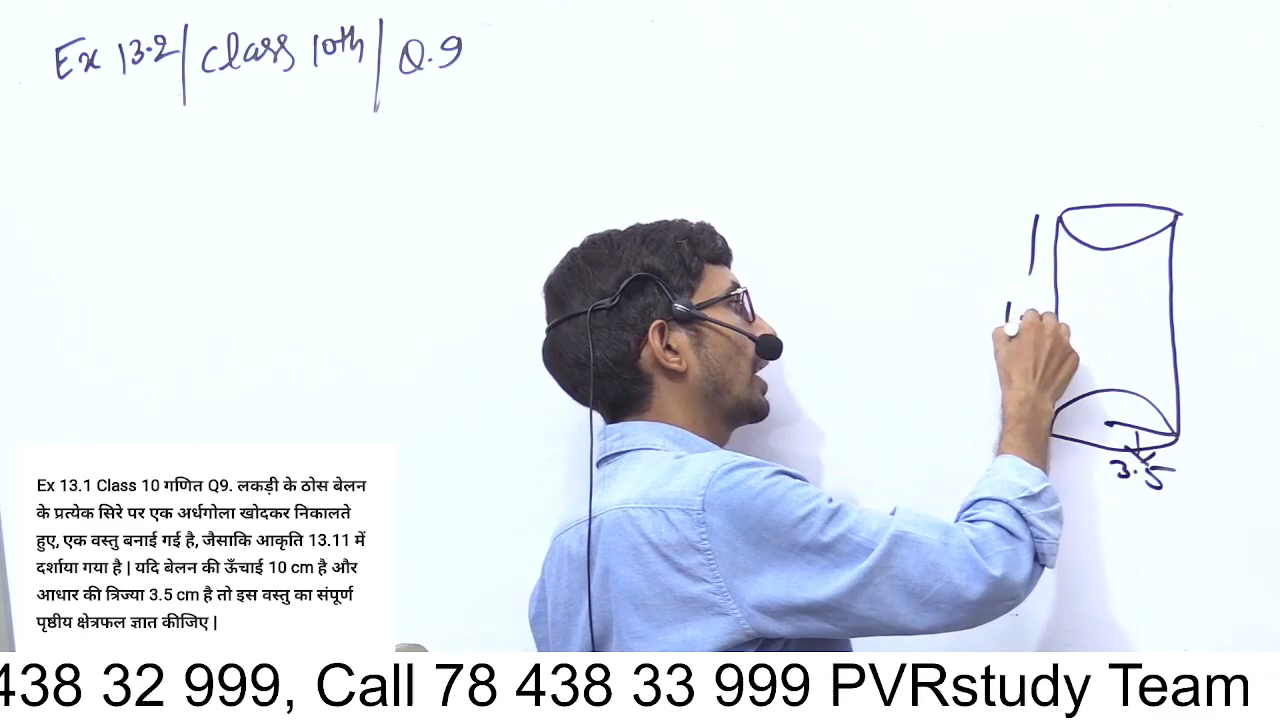 Ex 13.2 | Class 10th | Q.9
3.5
Ex 13.1 Class 10 गणित Q9. लकड़ी के ठोस बेलन
के प्रत्येक सिरे पर एक अर्धगोला खोदकर निकालते
हुए, एक वस्तु बनाई गई है, जैसाकि आकृति 13.11 में
दर्शाया गया है | यदि बेलन की ऊँचाई 10 cm है और
आधार की त्रिज्या 3.5 cm है तो इस वस्तु का संपूर्ण
पृष्ठीय क्षेत्रफल ज्ञात कीजिए |
438 32 999, Call 78 438 33 999 PVRstudy Team